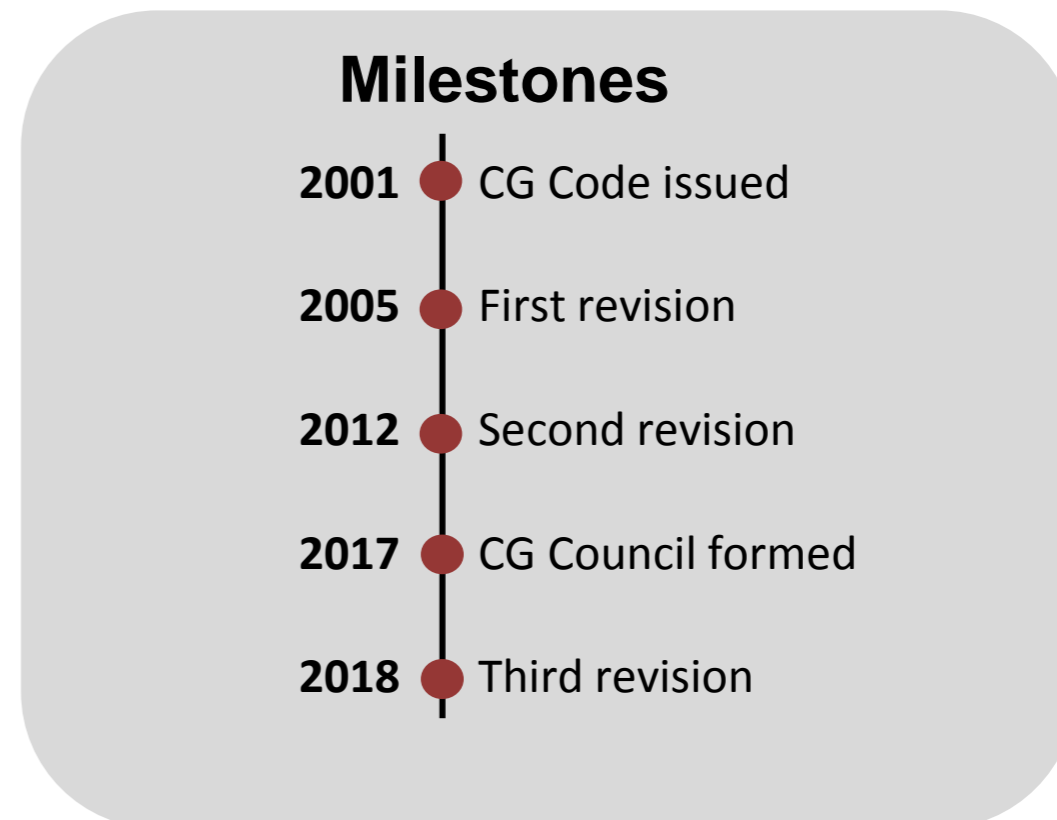 Milestones
2001 CG Code issued
2005 First revision
2012 Second revision
2017 CG Council formed
2018 Third revision